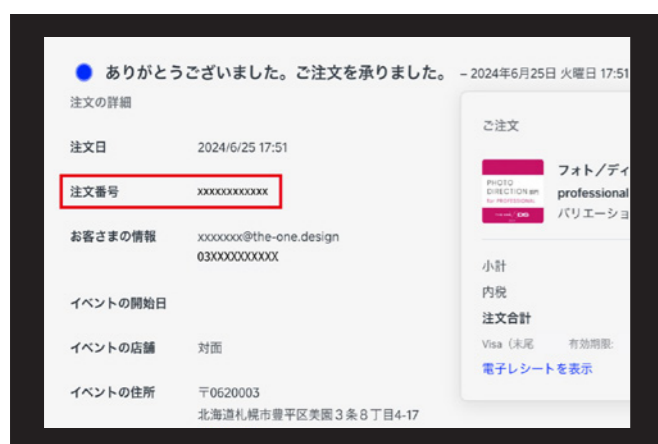 ありがとうございました。ご注文を承りました。 – 2024年6月25日 火曜日 17:51
注文の詳細
注文日 2024/6/25 17:51
注文番号 xxxxxxxxxxxx
お客さまの情報 xxxxxxx@the-one.design
03XXXXXXXXXX
イベントの開始日
イベントの店舗 対面
イベントの住所 〒0620003
北海道札幌市豊平区美園3条8丁目4-17
ご注文
PHOTO
DIRECTION
for PROFESSIONAL
フォト/ディ
professional
バリエーショ
小計
内税
注文合計
Visa（末尾 有効期限:
電子レシートを表示